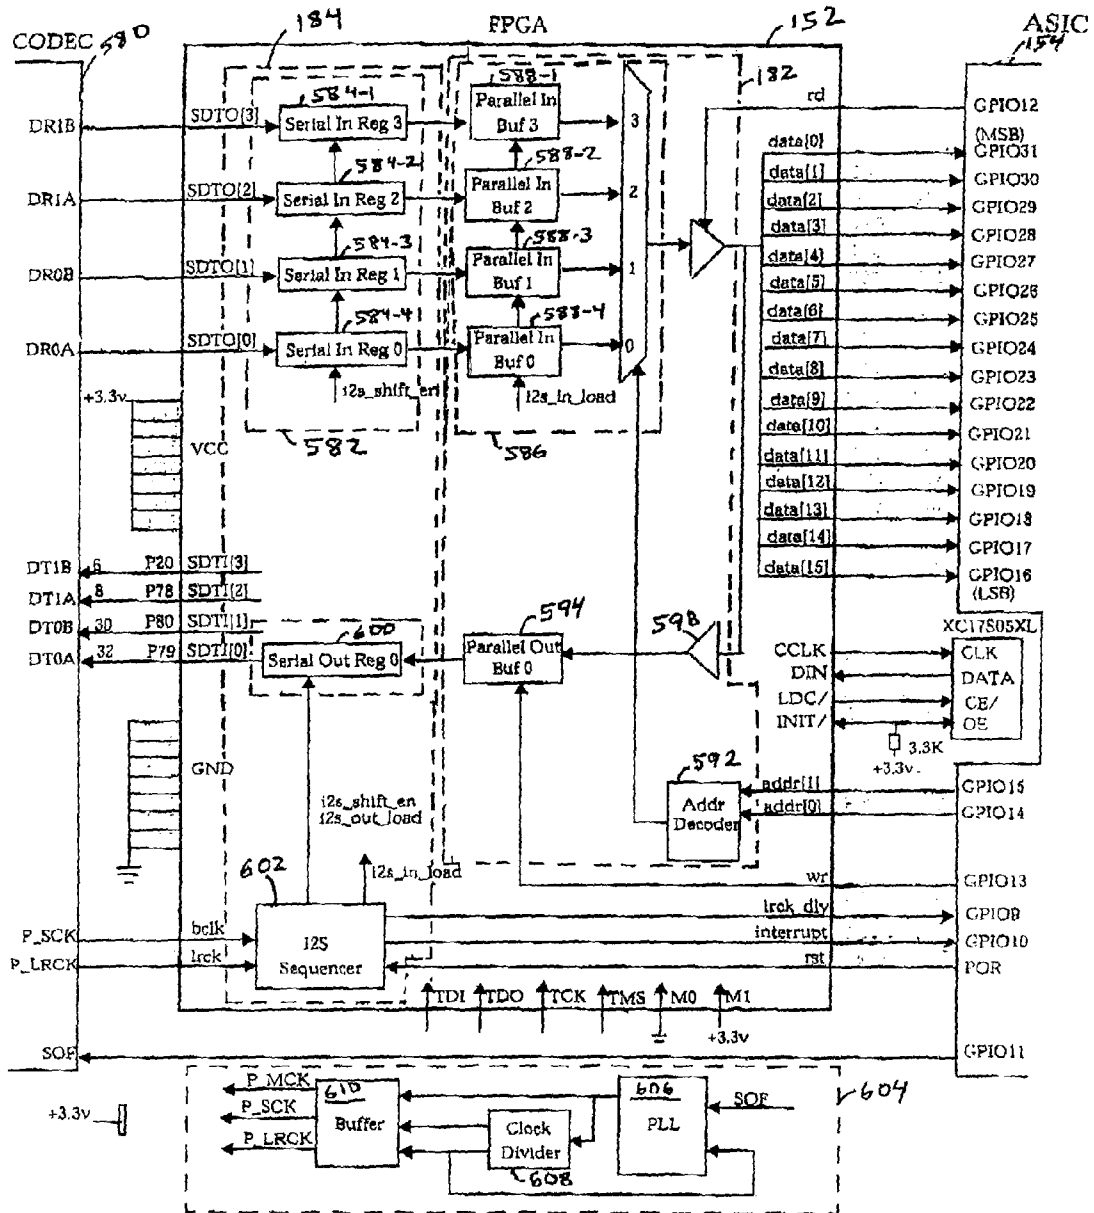 FPGA
ASIC
CODEC
580
184
152
154
182
DR1B
SDTO[3]
584-1
Serial In Reg 3
588-1
Parallel In
Buf 3
3
rd
GPIO12
DR1A
SDTO[2]
584-2
Serial In Reg 2
588-2
Parallel In
Buf 2
2
DR0B
SDTO[1]
584-3
Serial In Reg 1
588-3
Parallel In
Buf 1
1
DR0A
SDTO[0]
584-4
Serial In Reg 0
588-4
Parallel In
Buf 0
0
i2s_shift_en
i2s_in_load
582
586
(MSB)
data[0]
GPIO31
data[1]
GPIO30
data[2]
GPIO29
data[3]
GPIO28
data[4]
GPIO27
data[5]
GPIO26
data[6]
GPIO25
data[7]
GPIO24
data[8]
GPIO23
data[9]
GPIO22
data[10]
GPIO21
data[11]
GPIO20
data[12]
GPIO19
data[13]
GPIO18
data[14]
GPIO17
data[15]
GPIO16
(LSB)
+3.3v
VCC
DT1B 6 P20 SDTI[3]
DT1A 8 P78 SDTI[2]
DT0B 30 P80 SDTI[1]
DT0A 32 P79 SDTI[0]
600
Serial Out Reg 0
594
Parallel Out
Buf 0
598
XC17S05XL
CCLK
CLK
DIN
DATA
LDC/
CE/
INIT/
OE
3.3K
+3.3v
GND
i2s_shift_en
i2s_out_load
i2s_in_load
592
Addr
Decoder
addr[1]
GPIO15
addr[0]
GPIO14
wr
GPIO13
602
I2S
Sequencer
P_SCK
bclk
P_LRCK
lrck
lrck_dly
GPIO9
interrupt
GPIO10
rst
POR
TDI
TDO
TCK
TMS
M0
M1
+3.3v
SOF
GPIO11
604
P_MCK
P_SCK
P_LRCK
610
Buffer
Clock
Divider
608
606
PLL
SOF
+3.3v